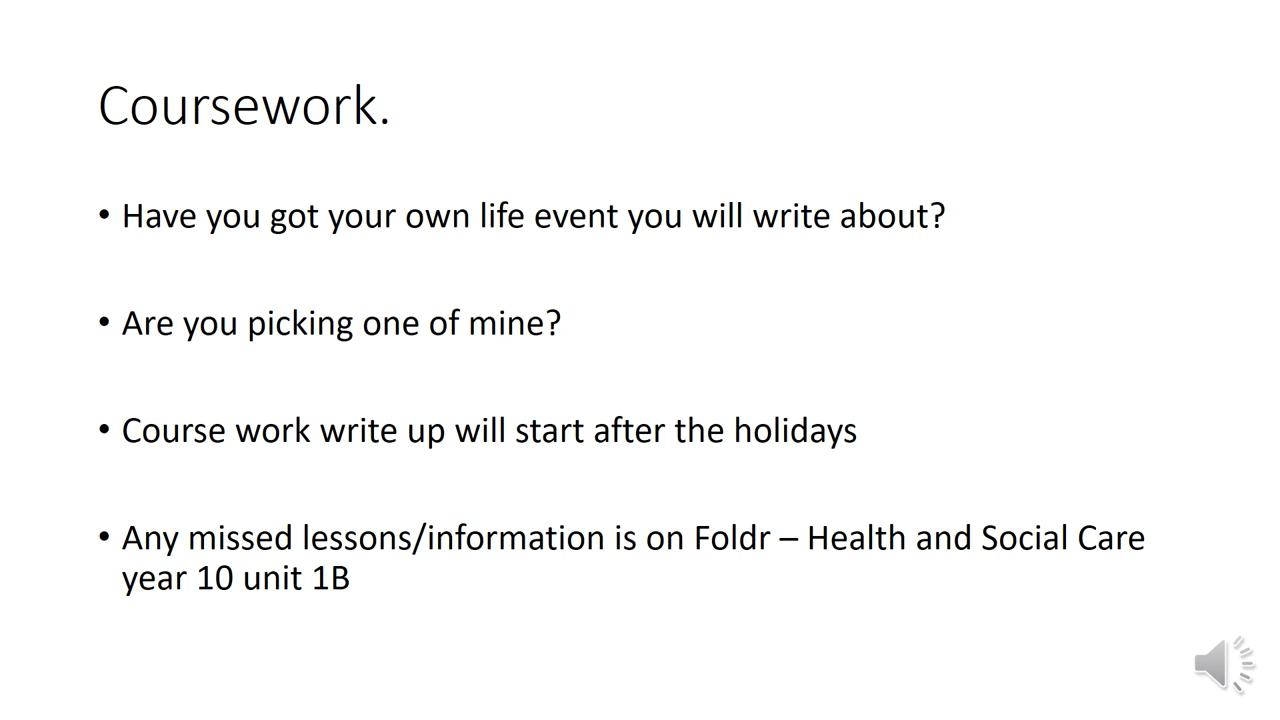 Coursework.
• Have you got your own life event you will write about?
• Are you picking one of mine?
• Course work write up will start after the holidays
• Any missed lessons/information is on Foldr – Health and Social Care
year 10 unit 1B